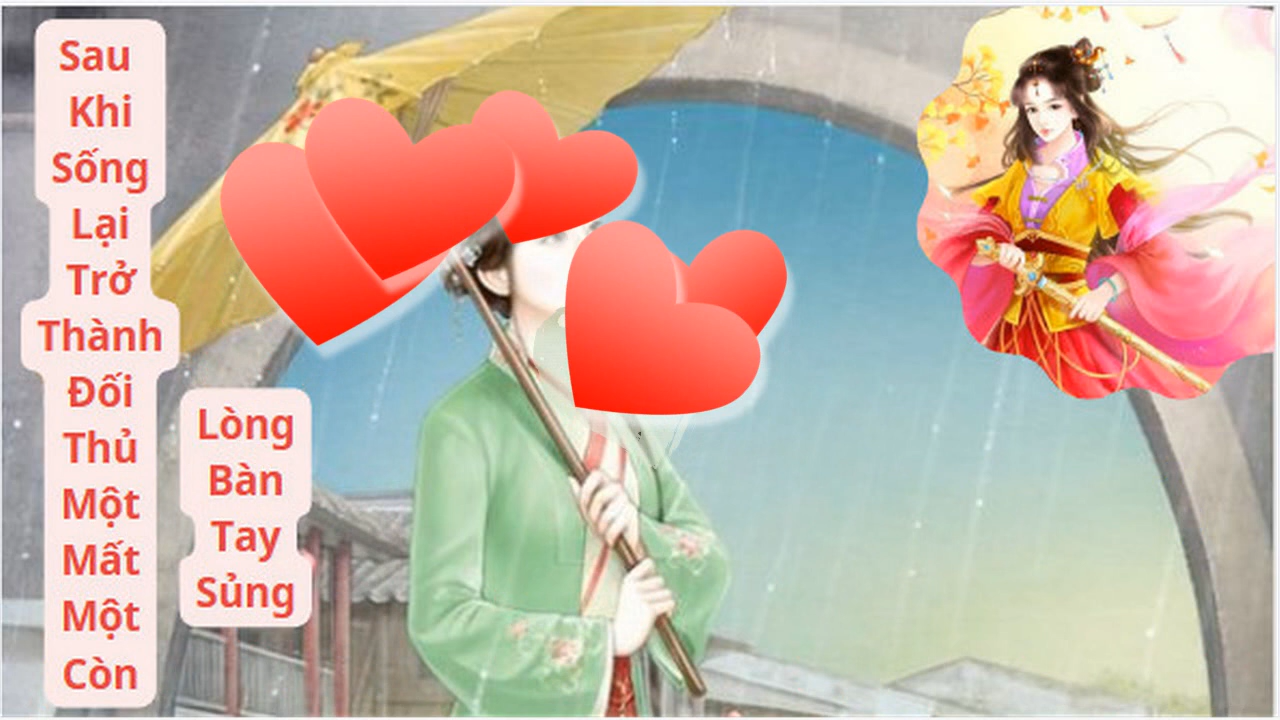 Sau
Khi
Sống
Lại
Trở
Thành
Đối
Thủ
Một
Mất
Một
Còn
Lòng
Bàn
Tay
Sủng